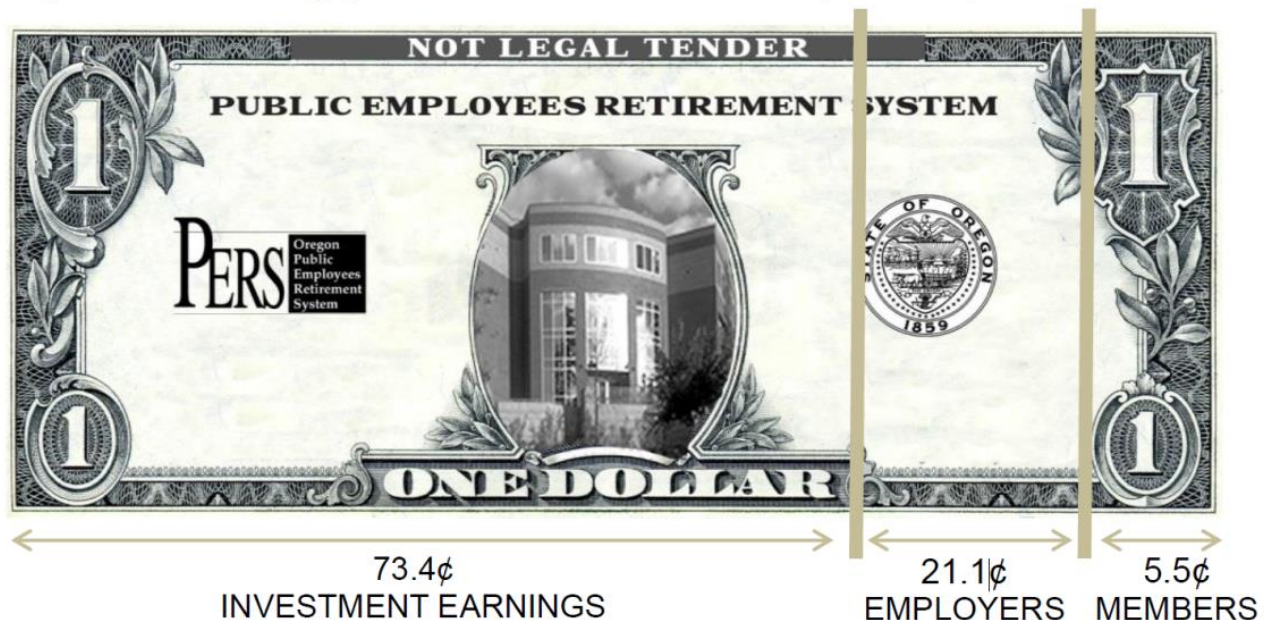 NOT LEGAL TENDER
PUBLIC EMPLOYEES RETIREMENT SYSTEM
1
1
PERS
Oregon
Public
Employees
Retirement
System
STATE OF OREGON
1859
1
1
ONE DOLLAR
73.4¢
INVESTMENT EARNINGS
21.1¢
EMPLOYERS
5.5¢
MEMBERS